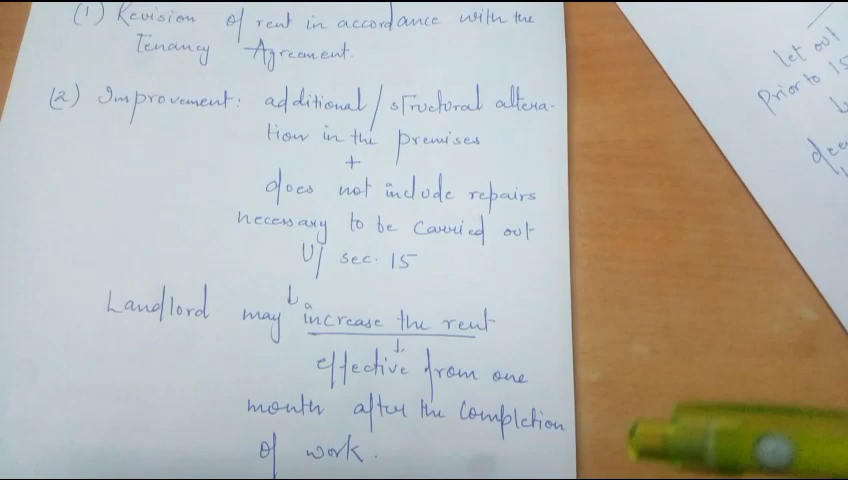 (1) Revision of rent in accordance with the
Tenancy Agreement.
(2) Improvement: additional / structural altera-
tion in the premises
+
does not include repairs
necessary to be carried out
U/ sec. 15
Landlord may increase the rent
effective from one
month after the completion
of work.
let out
Prior to 15